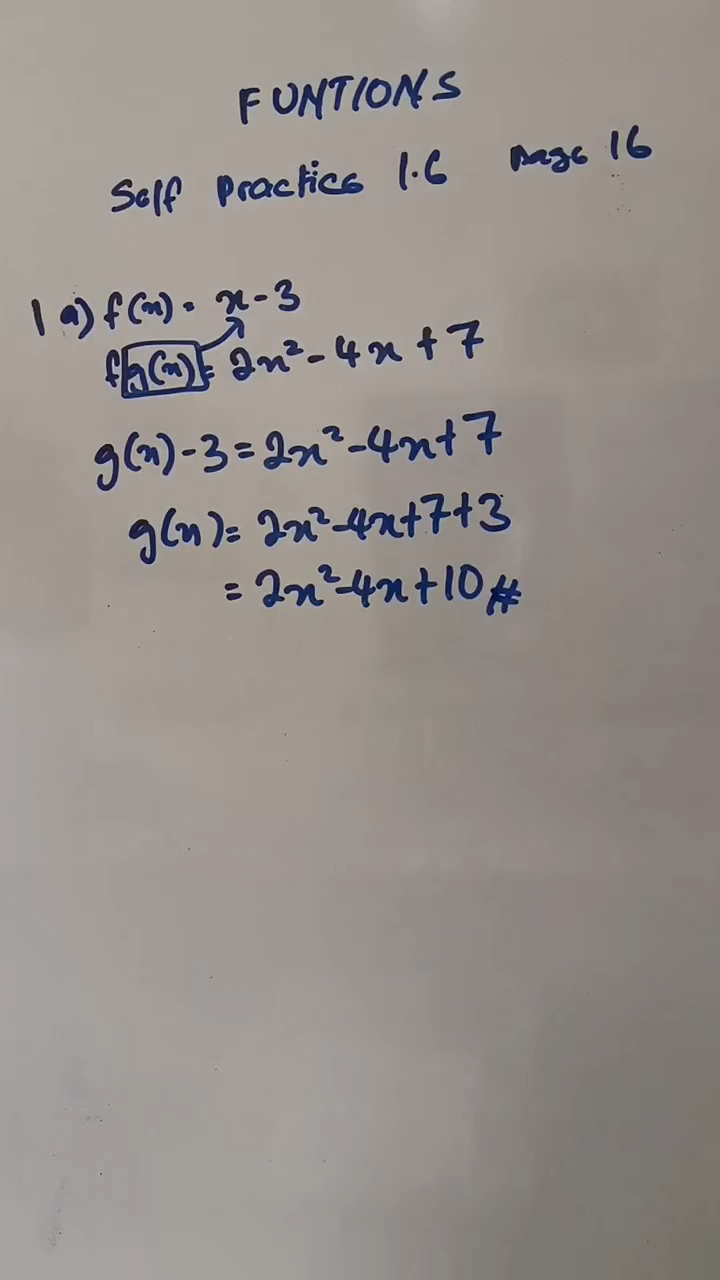 FUNTIONS
Self Practice 1.6 page 16
1 a) f(x) = x - 3
fg(x) = 2x² - 4x + 7
g(x) - 3 = 2x² - 4x + 7
g(x) = 2x² - 4x + 7 + 3
= 2x² - 4x + 10 #